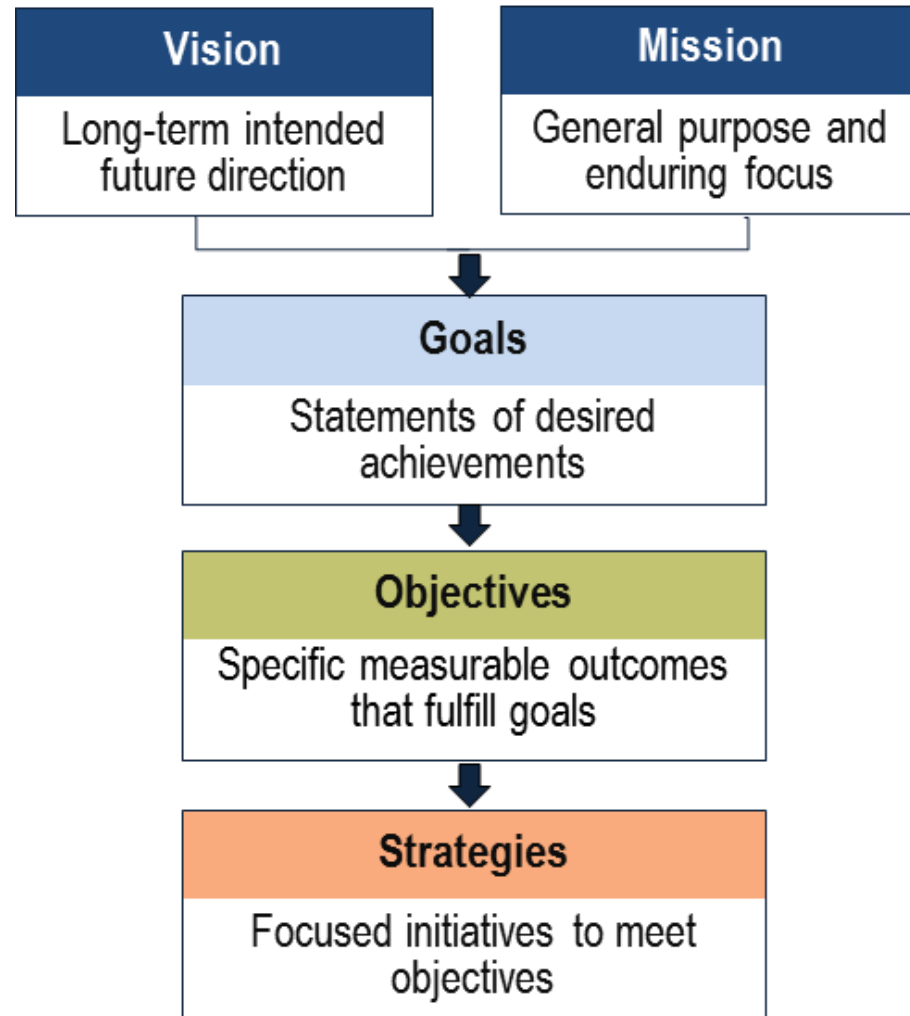 Vision
Long-term intended
future direction
Mission
General purpose and
enduring focus
Goals
Statements of desired
achievements
Objectives
Specific measurable outcomes
that fulfill goals
Strategies
Focused initiatives to meet
objectives